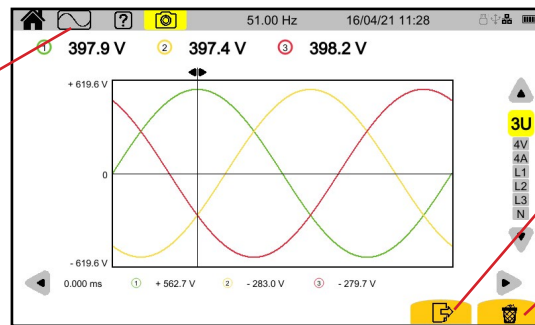 ? 51.00 Hz 16/04/21 11:28
1 397.9 V 2 397.4 V 3 398.2 V
+ 619.6 V
0
- 619.6 V
3U
4V
4A
L1
L2
L3
N
0.000 ms 1 + 562.7 V 2 - 283.0 V 3 - 279.7 V